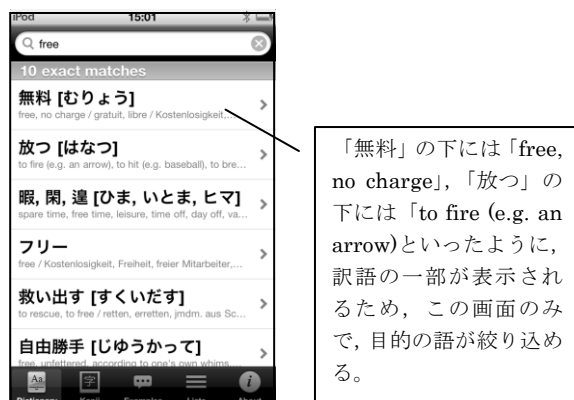 iPod 15:01
free
10 exact matches
無料 [むりょう]
free, no charge / gratuit, libre / Kostenlosigkeit,...
放つ [はなつ]
to fire (e.g. an arrow), to hit (e.g. baseball), to bre...
暇, 閑, 遑 [ひま, いとま, ヒマ]
spare time, free time, leisure, time off, day off, va...
フリー
free / Kostenlosigkeit, Freiheit, freier Mitarbeiter,...
救い出す [すくいだす]
to rescue, to free / retten, erretten, jmdm. aus Sc...
自由勝手 [じゆうかって]
free, unfettered, according to one's own whims
Dictionary Kanji Examples Lists About
「無料」の下には「free,
no charge」,「放つ」の
下には「to fire (e.g. an
arrow)といったように,
訳語の一部が表示され
るため,この画面のみ
で,目的の語が絞り込め
る。